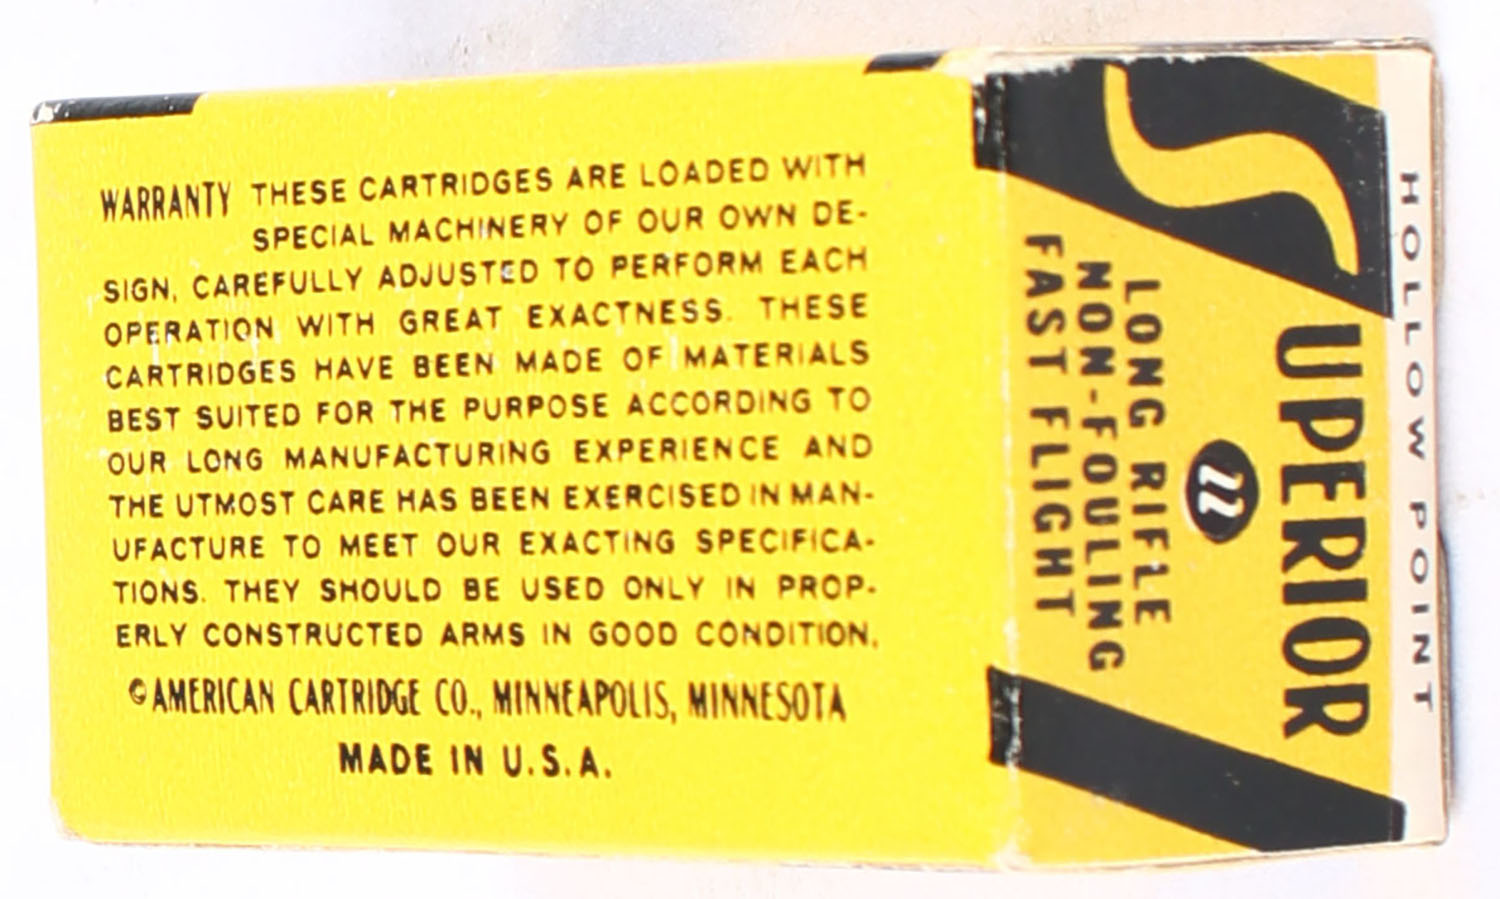 WARRANTY THESE CARTRIDGES ARE LOADED WITH
SPECIAL MACHINERY OF OUR OWN DE-
SIGN, CAREFULLY ADJUSTED TO PERFORM EACH
OPERATION WITH GREAT EXACTNESS. THESE
CARTRIDGES HAVE BEEN MADE OF MATERIALS
BEST SUITED FOR THE PURPOSE ACCORDING TO
OUR LONG MANUFACTURING EXPERIENCE AND
THE UTMOST CARE HAS BEEN EXERCISED IN MAN-
UFACTURE TO MEET OUR EXACTING SPECIFICA-
TIONS. THEY SHOULD BE USED ONLY IN PROP-
ERLY CONSTRUCTED ARMS IN GOOD CONDITION.
©AMERICAN CARTRIDGE CO., MINNEAPOLIS, MINNESOTA
MADE IN U.S.A.
HOLLOW POINT
SUPERIOR
22
LONG RIFLE
NON-FOULING
FAST FLIGHT